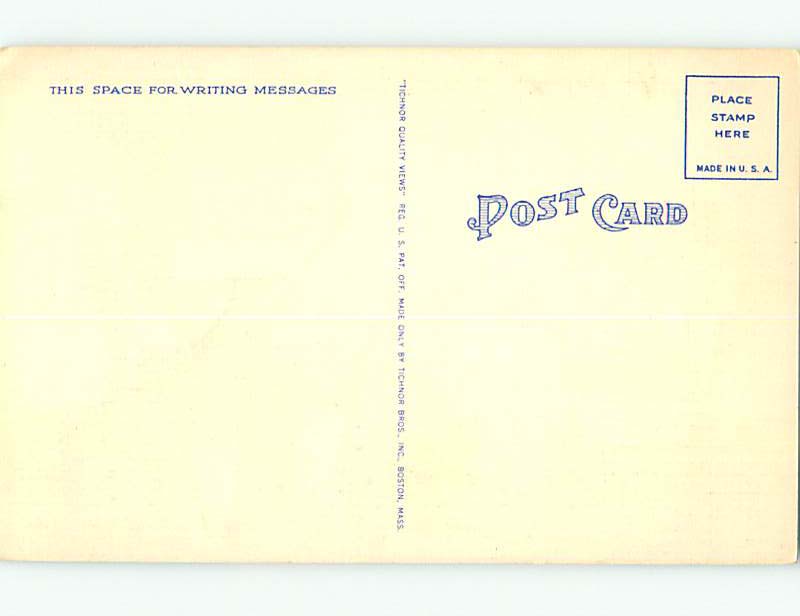 THIS SPACE FOR WRITING MESSAGES
"TICHNOR QUALITY VIEWS" REG. U. S. PAT. OFF. MADE ONLY BY TICHNOR BROS., INC., BOSTON, MASS.
POST CARD
PLACE
STAMP
HERE
MADE IN U. S. A.